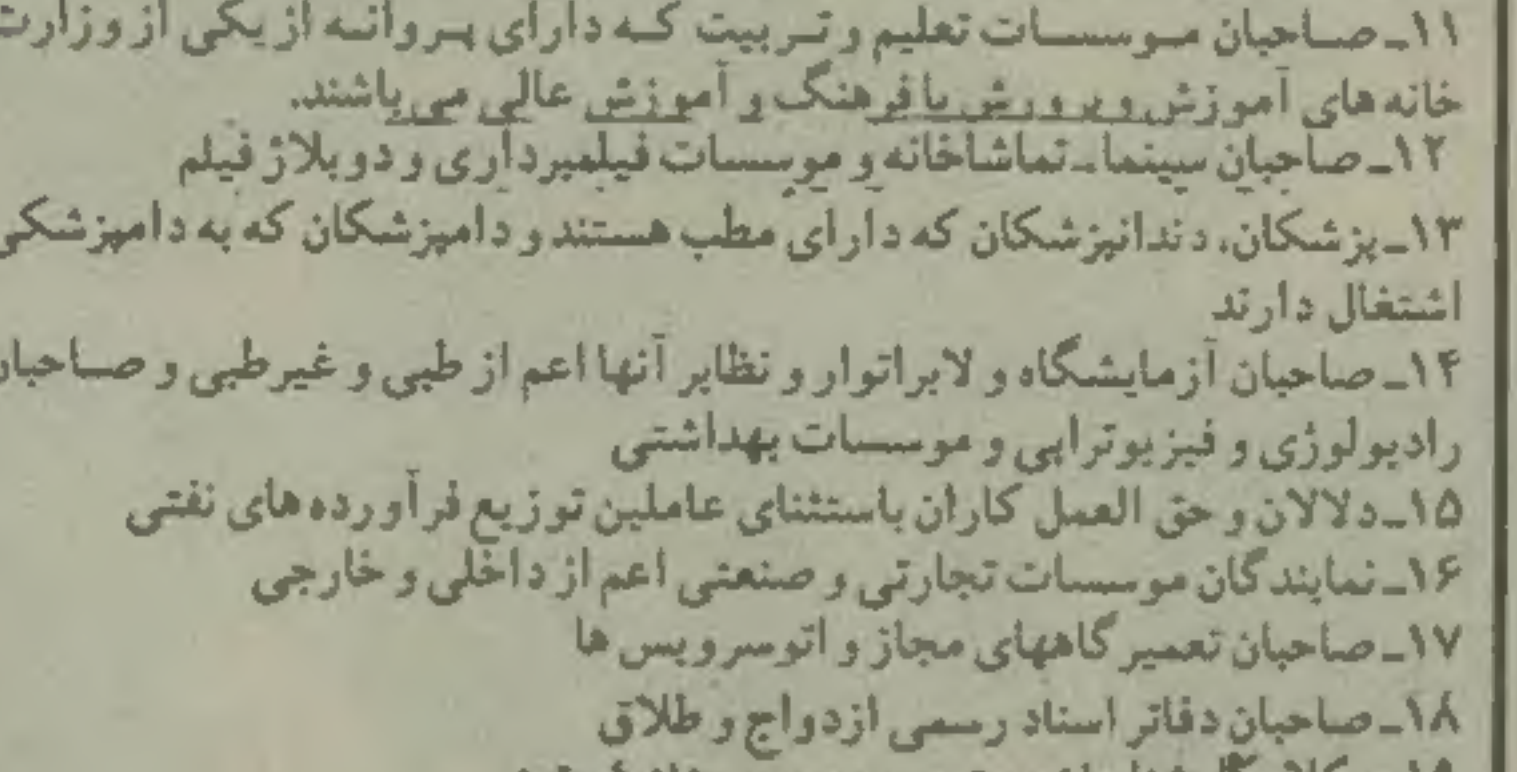 ۱۱ـ صاحبان موسسات تعلیم و تربیت که دارای پروانه از یکی از وزارت
خانه های آموزش و پرورش یا فرهنگ و آموزش عالی می باشند.
۱۲ـ صاحبان سینما ـ تماشاخانه و موسسات فیلمبرداری و دوبلاژ فیلم
۱۳ـ پزشکان، دندانپزشکان که دارای مطب هستند و دامپزشکان که به دامپزشکی
اشتغال دارند
۱۴ـ صاحبان آزمایشگاه و لابراتوار و نظایر آنها اعم از طبی و غیرطبی و صاحبان
رادیولوژی و فیزیوتراپی و موسسات بهداشتی
۱۵ـ دلالان و حق العمل کاران باستثنای عاملین توزیع فرآورده های نفتی
۱۶ـ نمایندگان موسسات تجارتی و صنعتی اعم از داخلی و خارجی
۱۷ـ صاحبان تعمیرگاههای مجاز و اتوسرویس ها
۱۸ـ صاحبان دفاتر اسناد رسمی ازدواج و طلاق